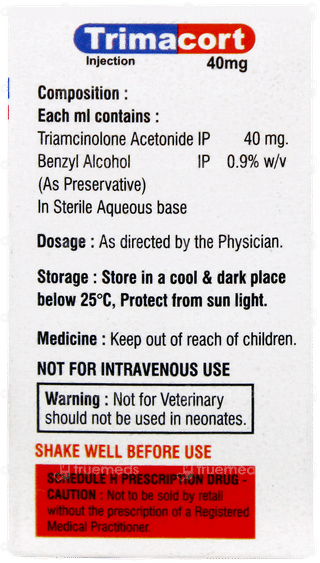 Trimacort
Injection 40mg
Composition :
Each ml contains :
Triamcinolone Acetonide IP 40 mg.
Benzyl Alcohol IP 0.9% w/v
(As Preservative)
In Sterile Aqueous base
Dosage : As directed by the Physician.
Storage : Store in a cool & dark place
below 25°C, Protect from sun light.
Medicine : Keep out of reach of children.
NOT FOR INTRAVENOUS USE
Warning : Not for Veterinary
should not be used in neonates.
SHAKE WELL BEFORE USE
truemeds truemeds
SCHEDULE H PRESCRIPTION DRUG -
CAUTION : Not to be sold by retail
without the prescription of a Registered
Medical Practitioner.